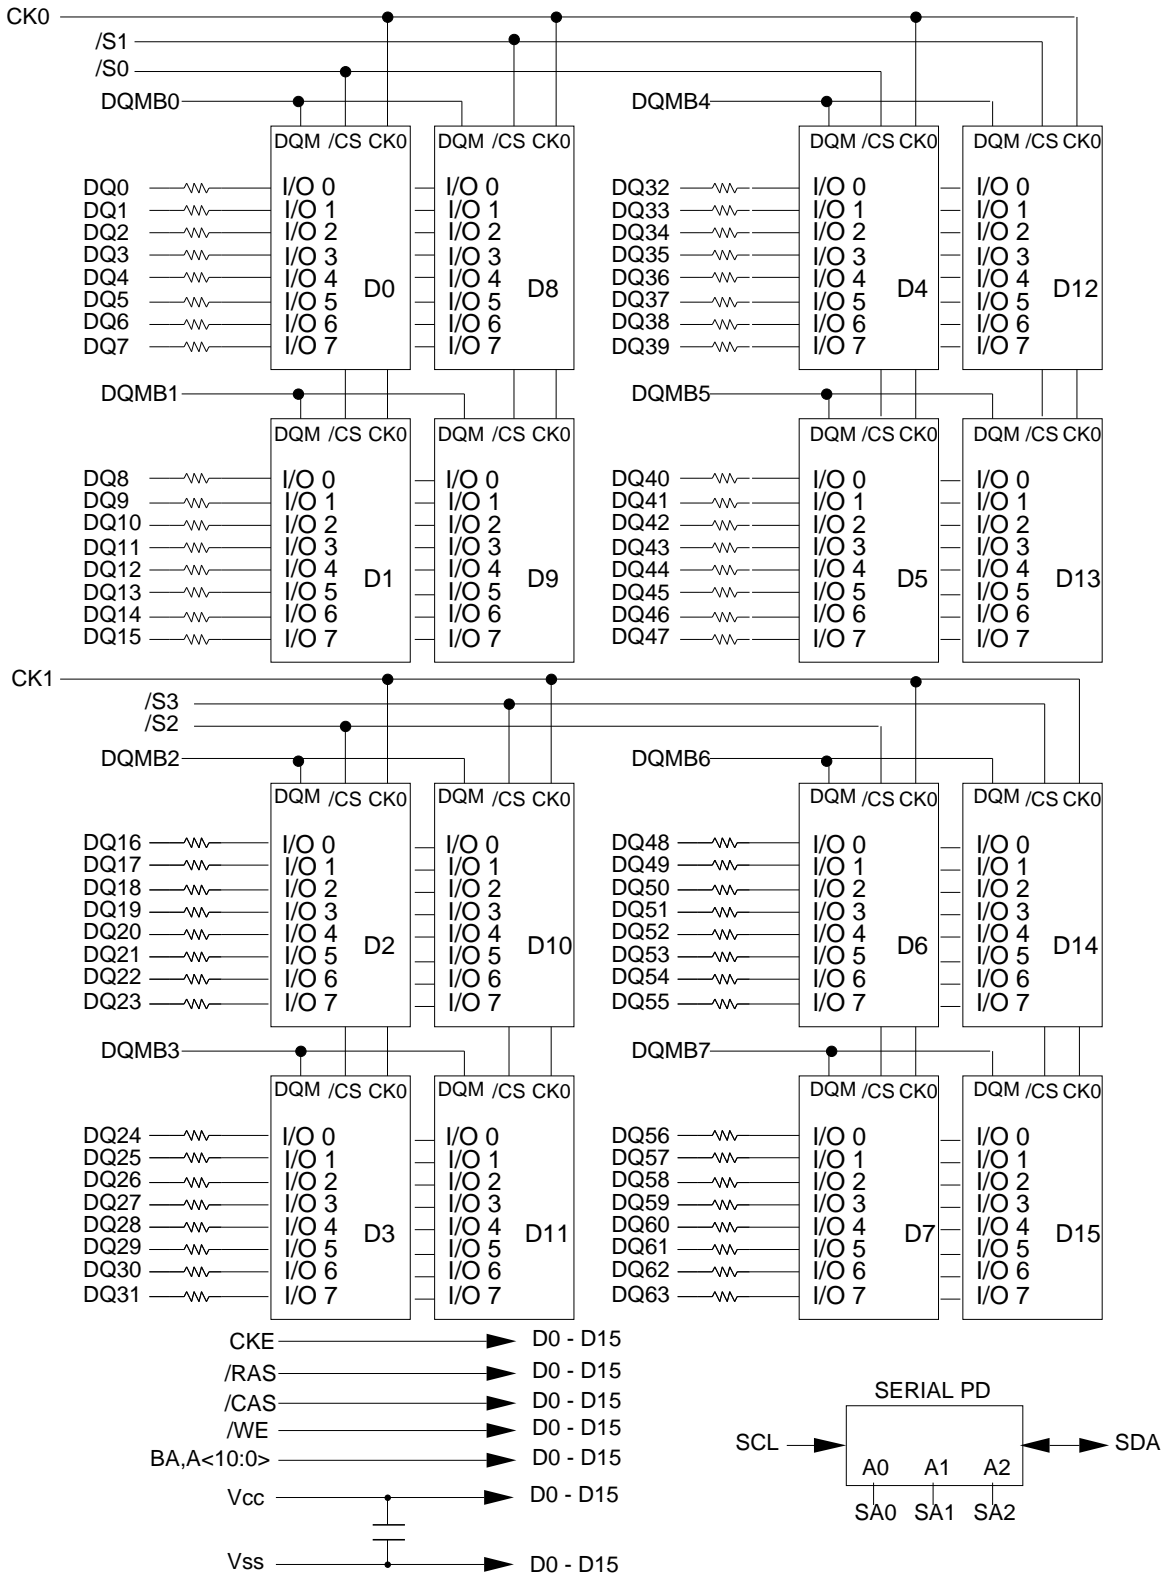 CK0
/S1
/S0
DQMB0 DQMB4
DQM /CS CK0 DQM /CS CK0 DQM /CS CK0 DQM /CS CK0
DQ0 I/O 0 I/O 0 DQ32 I/O 0 I/O 0
DQ1 I/O 1 I/O 1 DQ33 I/O 1 I/O 1
DQ2 I/O 2 I/O 2 DQ34 I/O 2 I/O 2
DQ3 I/O 3 I/O 3 DQ35 I/O 3 I/O 3
DQ4 I/O 4 I/O 4 DQ36 I/O 4 I/O 4
D0 D8 D4 D12
DQ5 I/O 5 I/O 5 DQ37 I/O 5 I/O 5
DQ6 I/O 6 I/O 6 DQ38 I/O 6 I/O 6
DQ7 I/O 7 I/O 7 DQ39 I/O 7 I/O 7
DQMB1 DQMB5
DQM /CS CK0 DQM /CS CK0 DQM /CS CK0 DQM /CS CK0
DQ8 I/O 0 I/O 0 DQ40 I/O 0 I/O 0
DQ9 I/O 1 I/O 1 DQ41 I/O 1 I/O 1
DQ10 I/O 2 I/O 2 DQ42 I/O 2 I/O 2
DQ11 I/O 3 I/O 3 DQ43 I/O 3 I/O 3
DQ12 I/O 4 I/O 4 DQ44 I/O 4 I/O 4
D1 D9 D5 D13
DQ13 I/O 5 I/O 5 DQ45 I/O 5 I/O 5
DQ14 I/O 6 I/O 6 DQ46 I/O 6 I/O 6
DQ15 I/O 7 I/O 7 DQ47 I/O 7 I/O 7
CK1
/S3
/S2
DQMB2 DQMB6
DQM /CS CK0 DQM /CS CK0 DQM /CS CK0 DQM /CS CK0
DQ16 I/O 0 I/O 0 DQ48 I/O 0 I/O 0
DQ17 I/O 1 I/O 1 DQ49 I/O 1 I/O 1
DQ18 I/O 2 I/O 2 DQ50 I/O 2 I/O 2
DQ19 I/O 3 I/O 3 DQ51 I/O 3 I/O 3
DQ20 I/O 4 I/O 4 DQ52 I/O 4 I/O 4
D2 D10 D6 D14
DQ21 I/O 5 I/O 5 DQ53 I/O 5 I/O 5
DQ22 I/O 6 I/O 6 DQ54 I/O 6 I/O 6
DQ23 I/O 7 I/O 7 DQ55 I/O 7 I/O 7
DQMB3 DQMB7
DQM /CS CK0 DQM /CS CK0 DQM /CS CK0 DQM /CS CK0
DQ24 I/O 0 I/O 0 DQ56 I/O 0 I/O 0
DQ25 I/O 1 I/O 1 DQ57 I/O 1 I/O 1
DQ26 I/O 2 I/O 2 DQ58 I/O 2 I/O 2
DQ27 I/O 3 I/O 3 DQ59 I/O 3 I/O 3
DQ28 I/O 4 I/O 4 DQ60 I/O 4 I/O 4
D3 D11 D7 D15
DQ29 I/O 5 I/O 5 DQ61 I/O 5 I/O 5
DQ30 I/O 6 I/O 6 DQ62 I/O 6 I/O 6
DQ31 I/O 7 I/O 7 DQ63 I/O 7 I/O 7
CKE D0 - D15
/RAS D0 - D15
/CAS D0 - D15
/WE D0 - D15
BA,A<10:0> D0 - D15
Vcc D0 - D15
Vss D0 - D15
SERIAL PD
SCL SDA
A0 A1 A2
SA0 SA1 SA2